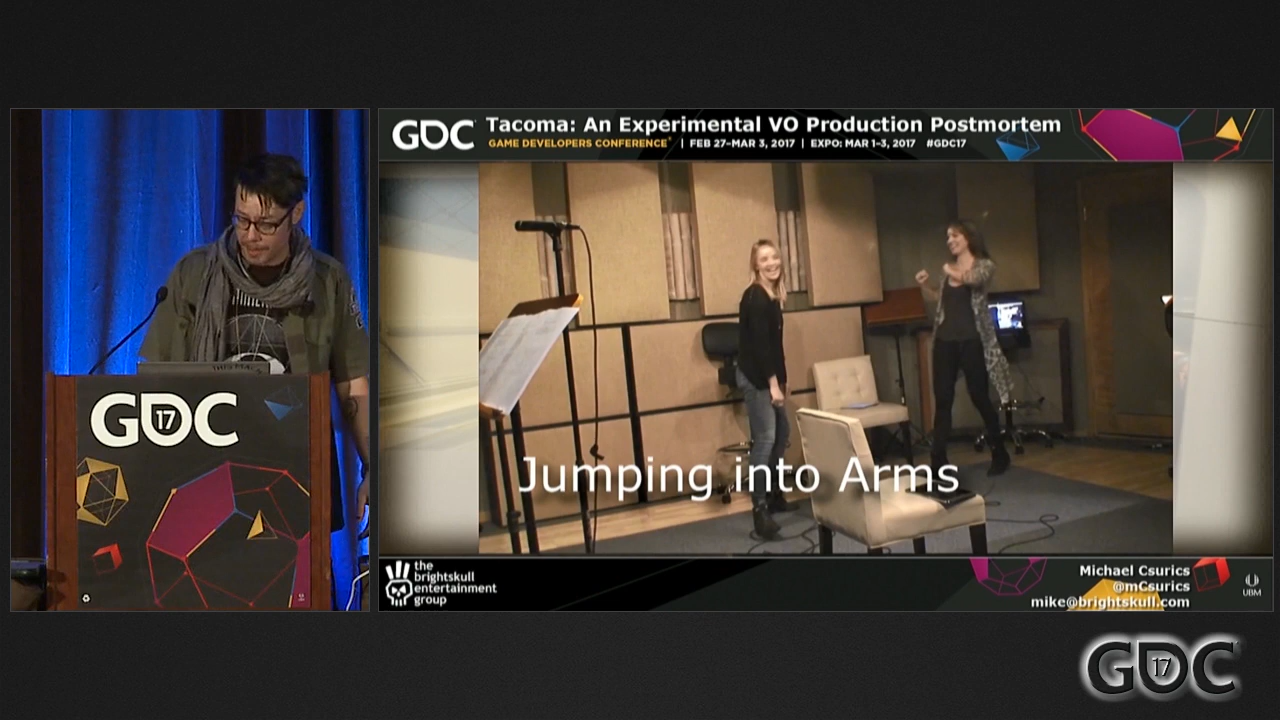 GDC
Tacoma: An Experimental VO Production Postmortem
GAME DEVELOPERS CONFERENCE® | FEB 27–MAR 3, 2017 | EXPO: MAR 1–3, 2017 #GDC17
Jumping into Arms
GDC
17
the
brightskull
entertainment
group
Michael Csurics
@mCsurics
mike@brightskull.com
UBM
GDC
17